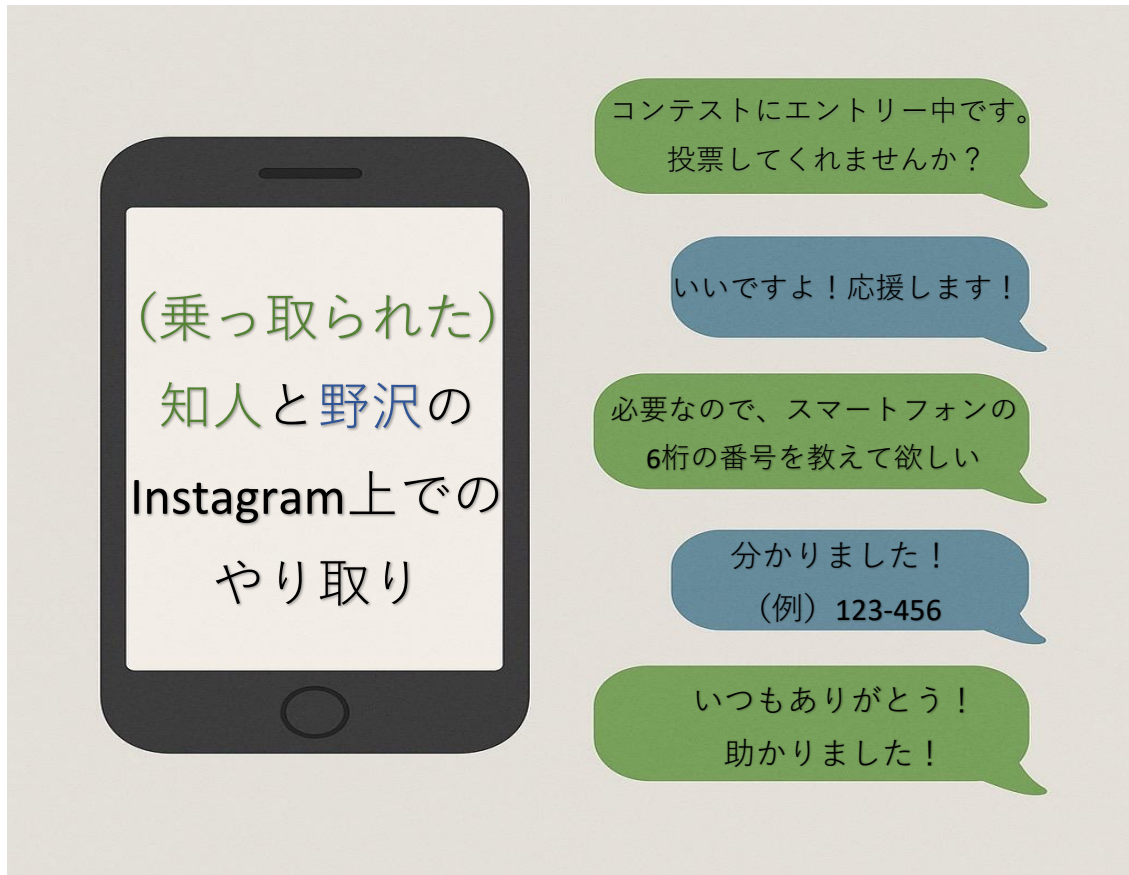 （乗っ取られた）
知人と野沢の
Instagram上での
やり取り
コンテストにエントリー中です。
投票してくれませんか？
いいですよ！応援します！
必要なので、スマートフォンの
6桁の番号を教えて欲しい
分かりました！
（例）123-456
いつもありがとう！
助かりました！